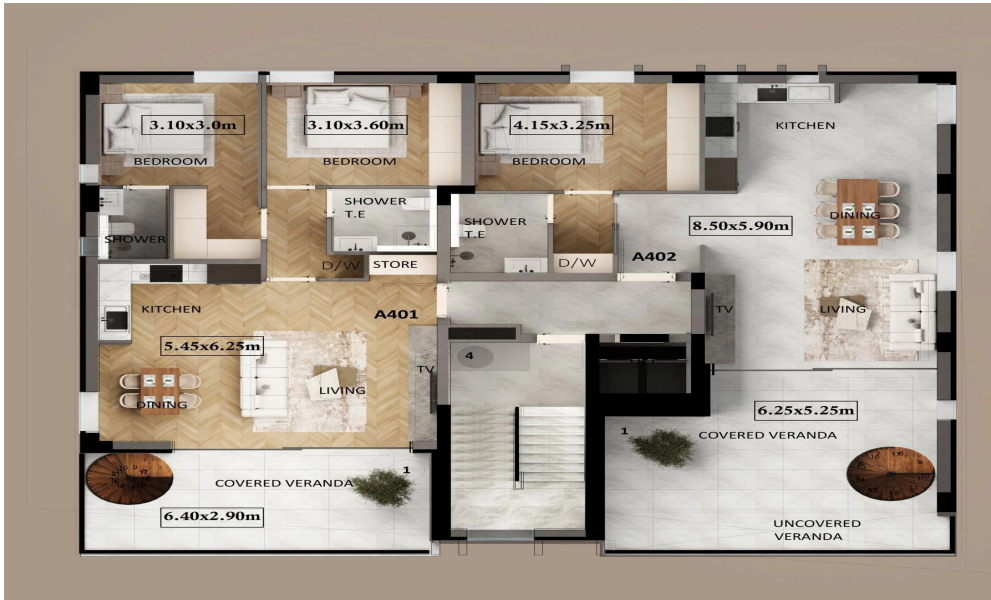 3.10x3.0m
BEDROOM
3.10x3.60m
BEDROOM
4.15x3.25m
BEDROOM
KITCHEN
SHOWER
SHOWER
T.E
SHOWER
T.E
DINING
8.50x5.90m
D/W
STORE
D/W
A402
KITCHEN
A401
TV
LIVING
5.45x6.25m
4
TV
LIVING
DINING
6.25x5.25m
1
COVERED VERANDA
1
COVERED VERANDA
6.40x2.90m
UNCOVERED
VERANDA